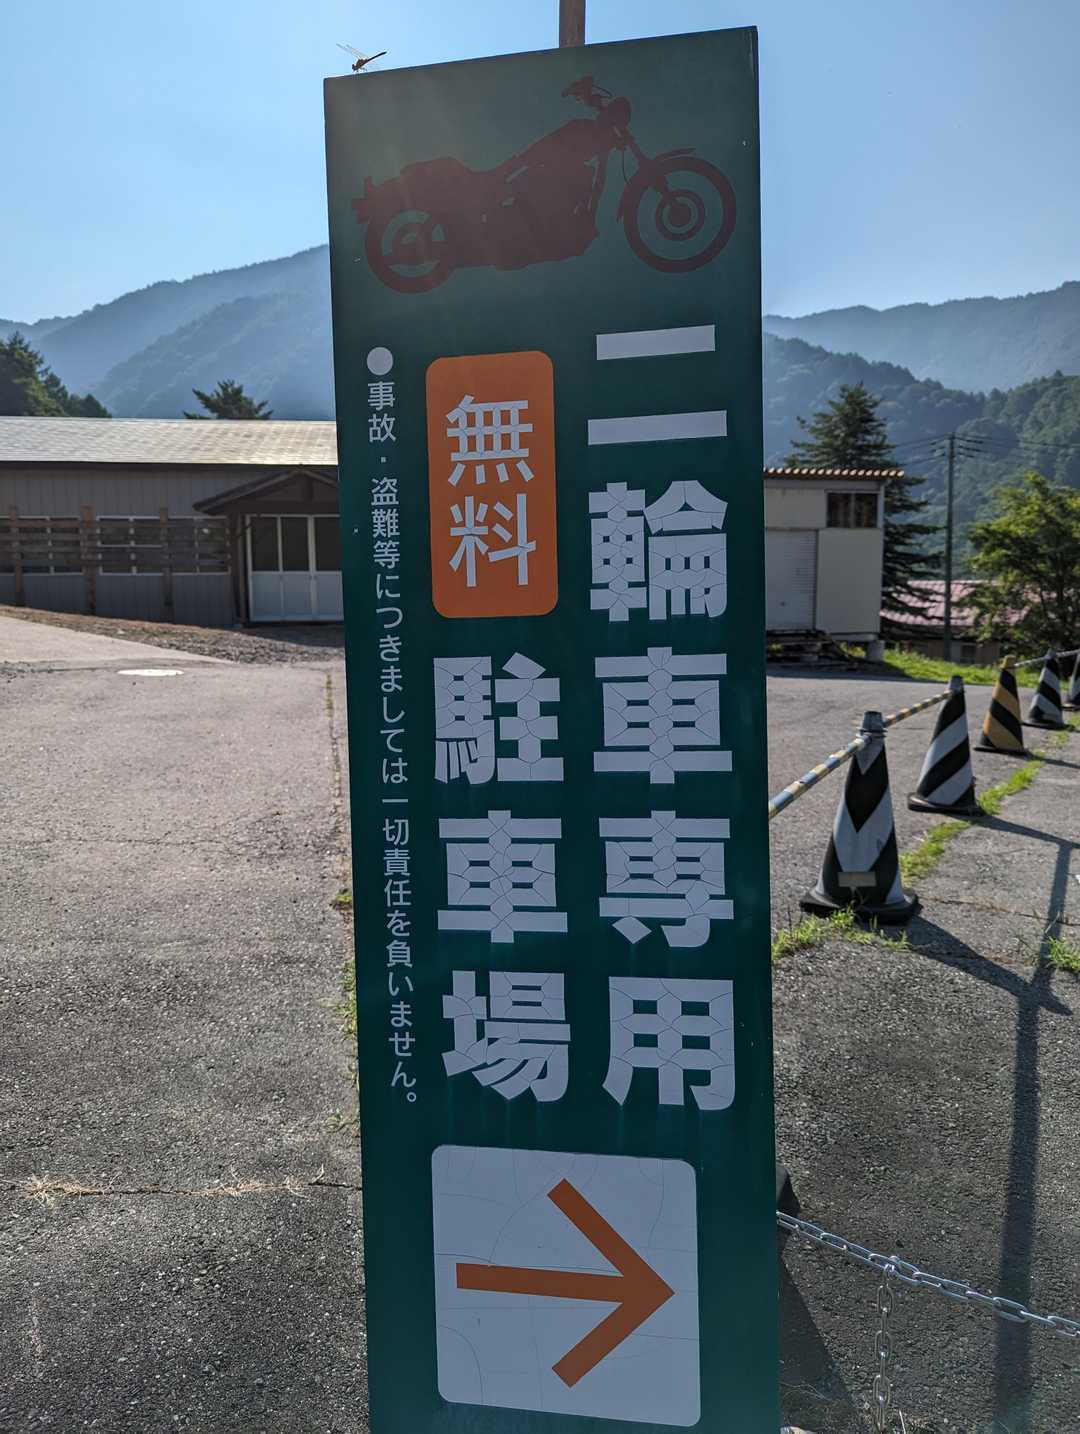 二輪車専用
無料
駐車場
●事故・盗難等につきましては一切責任を負いません。